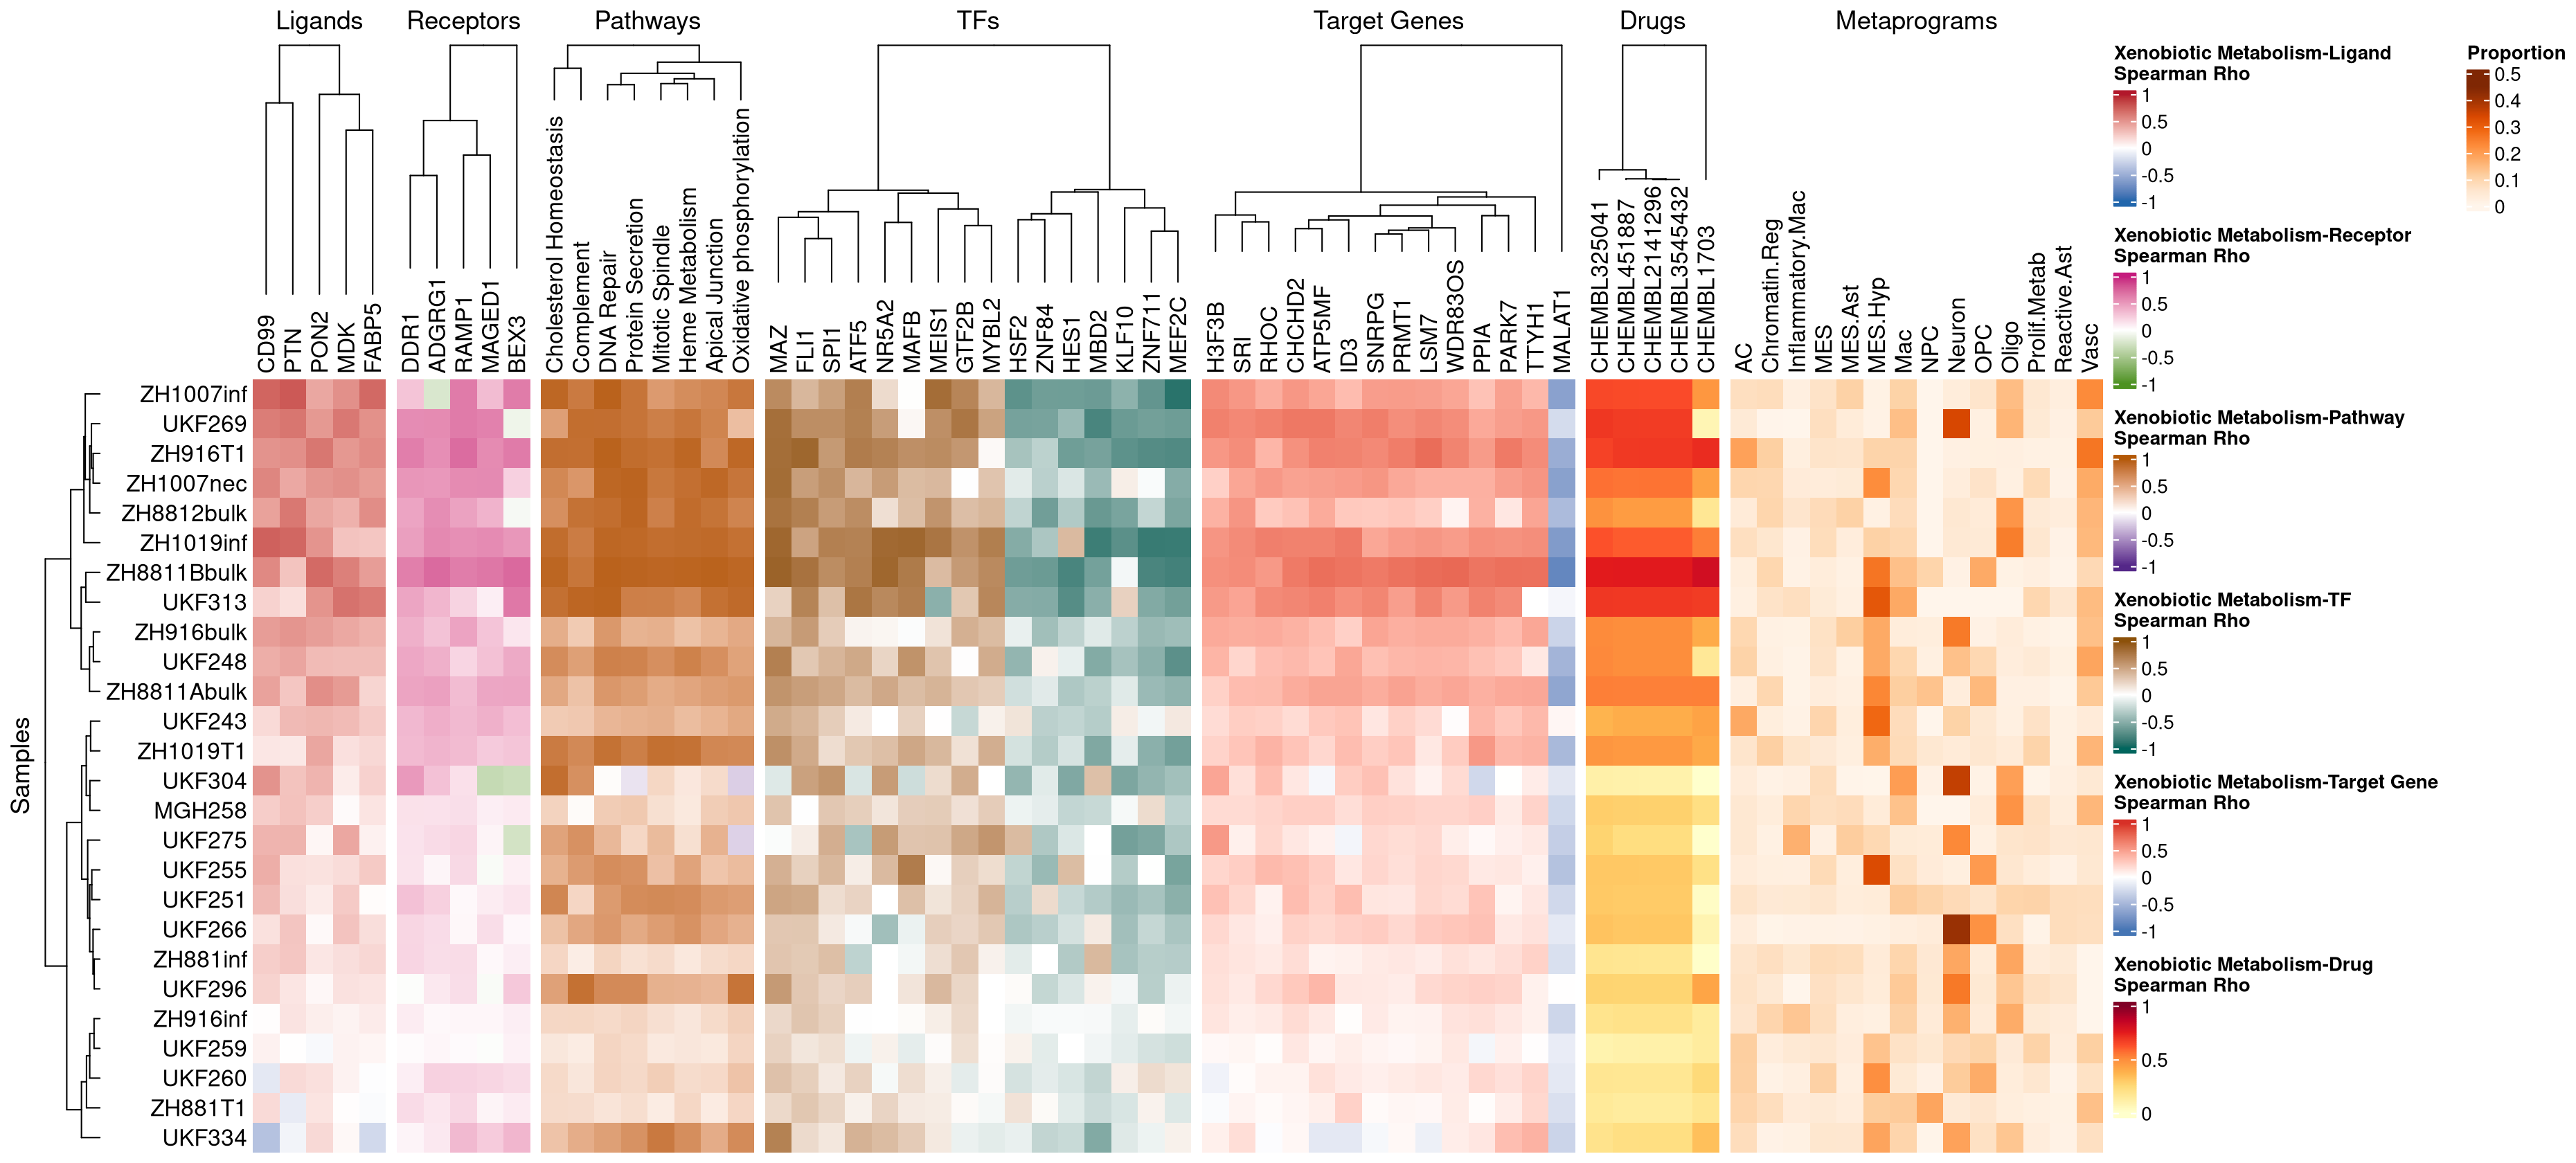 Ligands
Receptors
Pathways
TFs
Target Genes
Drugs
Metaprograms
CD99
PTN
PON2
MDK
FABP5
DDR1
ADGRG1
RAMP1
MAGED1
BEX3
Cholesterol Homeostasis
Complement
DNA Repair
Protein Secretion
Mitotic Spindle
Heme Metabolism
Apical Junction
Oxidative phosphorylation
MAZ
FLI1
SPI1
ATF5
NR5A2
MAFB
MEIS1
GTF2B
MYBL2
HSF2
ZNF84
HES1
MBD2
KLF10
ZNF711
MEF2C
H3F3B
SRI
RHOC
CHCHD2
ATP5MF
ID3
SNRPG
PRMT1
LSM7
WDR83OS
PPIA
PARK7
TTYH1
MALAT1
CHEMBL325041
CHEMBL451887
CHEMBL2141296
CHEMBL3545432
CHEMBL1703
AC
Chromatin.Reg
Inflammatory.Mac
MES
MES.Ast
MES.Hyp
Mac
NPC
Neuron
OPC
Oligo
Prolif.Metab
Reactive.Ast
Vasc
Samples
ZH1007inf
UKF269
ZH916T1
ZH1007nec
ZH8812bulk
ZH1019inf
ZH8811Bbulk
UKF313
ZH916bulk
UKF248
ZH8811Abulk
UKF243
ZH1019T1
UKF304
MGH258
UKF275
UKF255
UKF251
UKF266
ZH881inf
UKF296
ZH916inf
UKF259
UKF260
ZH881T1
UKF334
Xenobiotic Metabolism-Ligand
Spearman Rho
1
0.5
0
-0.5
-1
Xenobiotic Metabolism-Receptor
Spearman Rho
1
0.5
0
-0.5
-1
Xenobiotic Metabolism-Pathway
Spearman Rho
1
0.5
0
-0.5
-1
Xenobiotic Metabolism-TF
Spearman Rho
1
0.5
0
-0.5
-1
Xenobiotic Metabolism-Target Gene
Spearman Rho
1
0.5
0
-0.5
-1
Xenobiotic Metabolism-Drug
Spearman Rho
1
0.5
0
Proportion
0.5
0.4
0.3
0.2
0.1
0